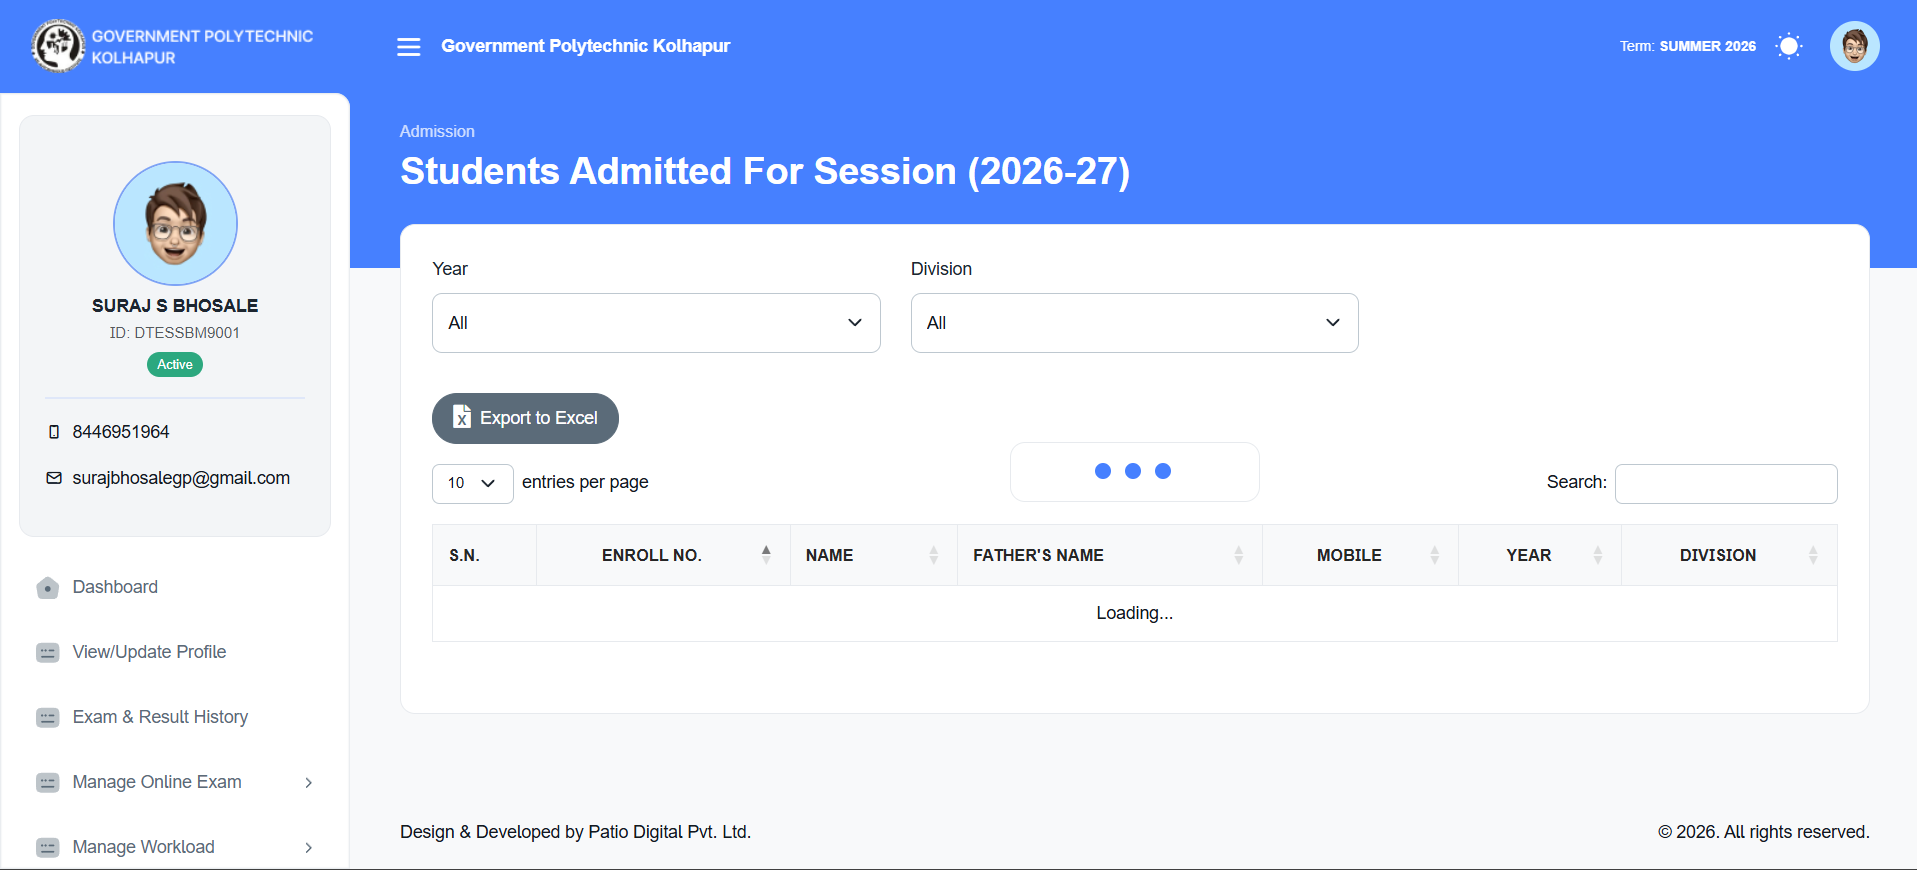 GOVERNMENT POLYTECHNIC
KOLHAPUR
Government Polytechnic Kolhapur
Term: SUMMER 2026
SURAJ S BHOSALE
ID: DTESSBM9001
Active
8446951964
surajbhosalegp@gmail.com
Dashboard
View/Update Profile
Exam & Result History
Manage Online Exam
Manage Workload
Admission
Students Admitted For Session (2026-27)
Year
Division
All
All
Export to Excel
10 entries per page
Search:
S.N. ENROLL NO. NAME FATHER'S NAME MOBILE YEAR DIVISION
Loading...
Design & Developed by Patio Digital Pvt. Ltd.
© 2026. All rights reserved.